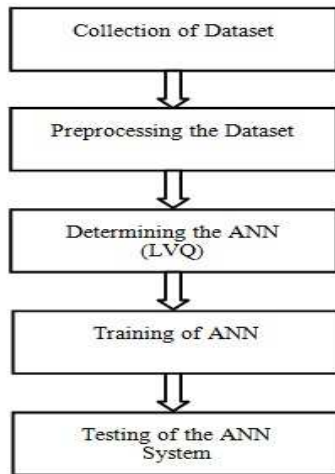 Collection of Dataset
Preprocessing the Dataset
Determining the ANN
(LVQ)
Training of ANN
Testing of the ANN
System